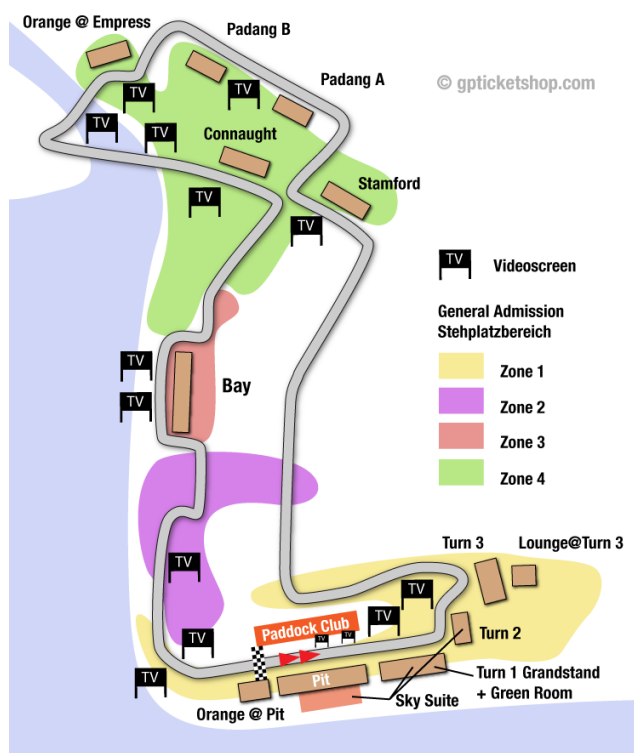 Orange @ Empress
Padang B
Padang A
© gpticketshop.com
TV
TV
TV
TV
Connaught
TV
Stamford
TV
TV
Videoscreen
General Admission
Stehplatzbereich
Zone 1
Zone 2
Zone 3
Zone 4
TV
TV
Bay
TV
TV
TV
TV
TV
TV
TV
Turn 3
Lounge@Turn 3
Paddock Club
Turn 2
Pit
Turn 1 Grandstand
+ Green Room
Orange @ Pit
Sky Suite